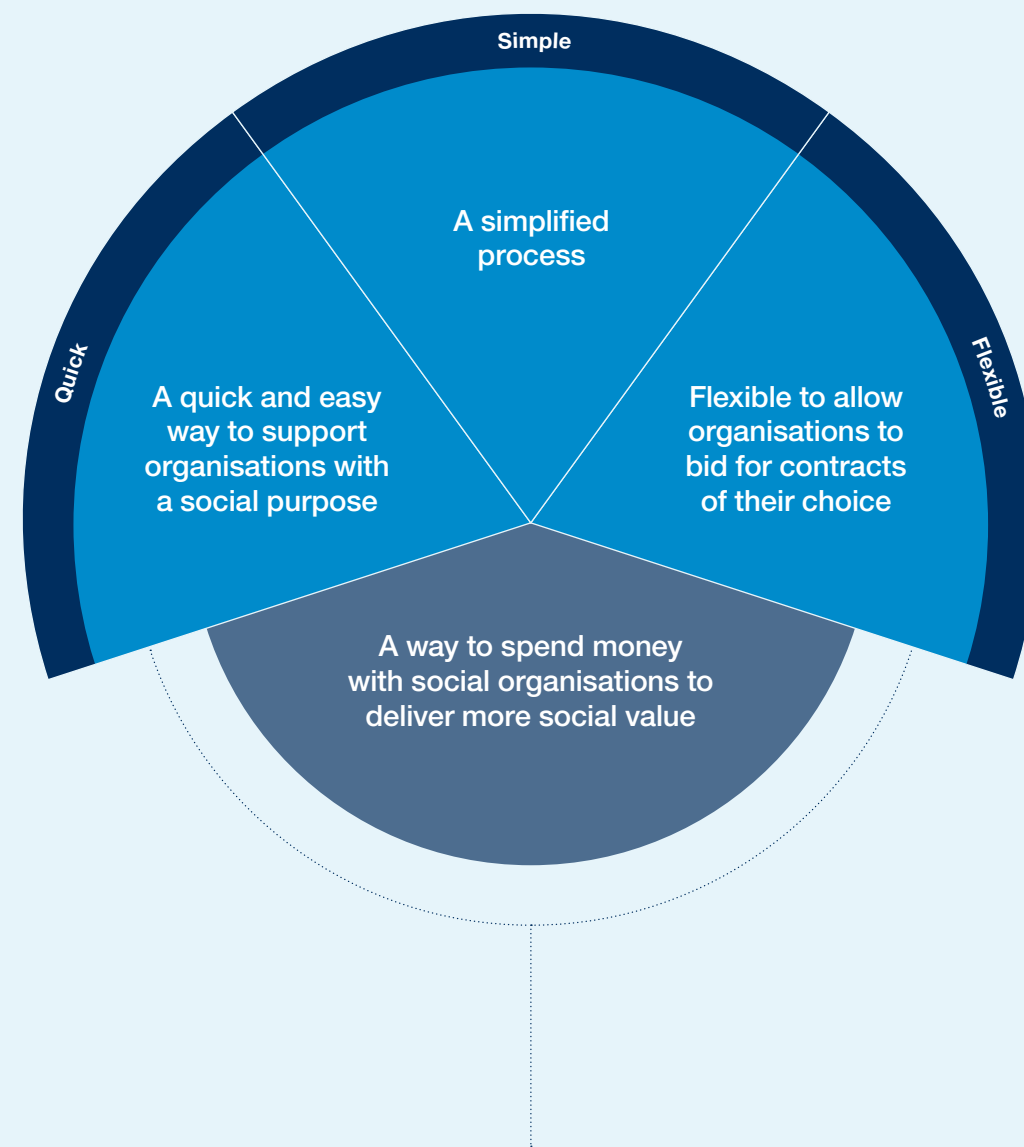 Simple
A simplified
process
Quick
A quick and easy
way to support
organisations with
a social purpose
Flexible
Flexible to allow
organisations to
bid for contracts
of their choice
A way to spend money
with social organisations to
deliver more social value